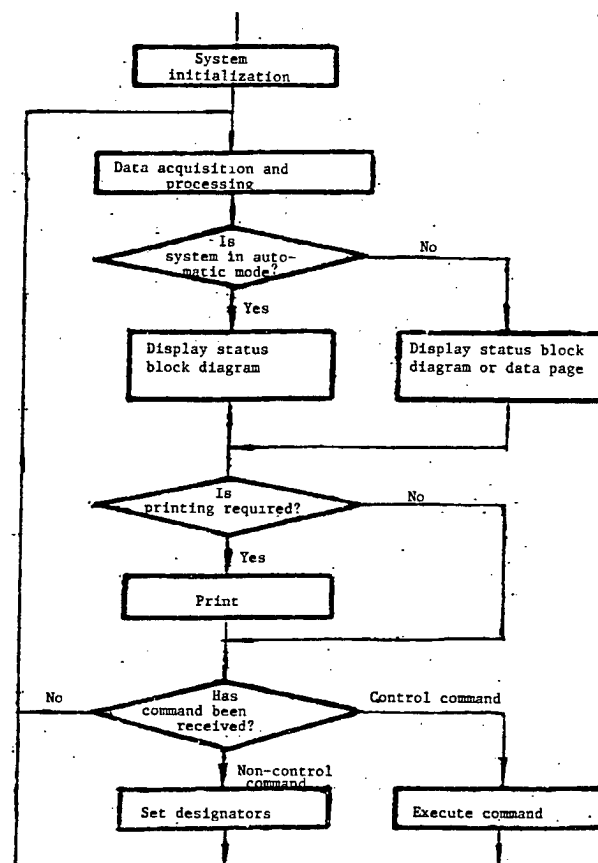 System
initialization
Data acquisition and
processing
Is
system in auto-
matic mode?
No
Yes
Display status
block diagram
Display status block
diagram or data page
Is
printing required?
No
Yes
Print
Has
command been
received?
No
Control command
Non-control
command
Set designators
Execute command